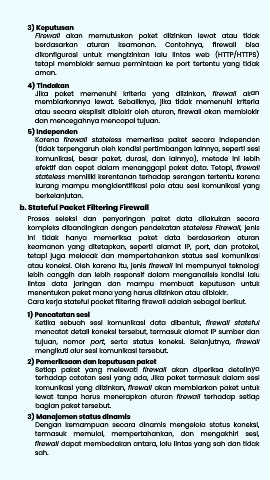 3) Keputusan
Firewall akan memutuskan paket diizinkan lewat atau tidak
berdasarkan aturan keamanan. Contohnya, firewall bisa
dikonfigurasi untuk mengizinkan lalu lintas web (HTTP/HTTPS)
tetapi memblokir semua permintaan ke port tertentu yang tidak
aman.
4) Tindakan
Jika paket memenuhi kriteria yang diizinkan, firewall akan
membiarkannya lewat. Sebaliknya, jika tidak memenuhi kriteria
atau secara eksplisit diblokir oleh aturan, firewall akan memblokir
dan mencegahnya mencapai tujuan.
5) Independen
Karena firewall stateless memeriksa paket secara independen
(tidak terpengaruh oleh kondisi pertimbangan lainnya, seperti sesi
komunikasi, besar paket, durasi, dan lainnya), metode ini lebih
efektif dan cepat dalam menanggapi paket data. Tetapi, firewall
stateless memiliki kerentanan terhadap serangan tertentu karena
kurang mampu mengidentifikasi pola atau sesi komunikasi yang
berkelanjutan.
b. Stateful Packet Filtering Firewall
Proses seleksi dan penyaringan paket data dilakukan secara
kompleks dibandingkan dengan pendekatan stateless Firewall, jenis
ini tidak hanya memeriksa paket data berdasarkan aturan
keamanan yang ditetapkan, seperti alamat IP, port, dan protokol,
tetapi juga melacak dan mempertahankan status sesi komunikasi
atau koneksi. Oleh karena itu, jenis firewall ini mempunyai teknologi
lebih canggih dan lebih responsif dalam menganalisis kondisi lalu
lintas data jaringan dan mampu membuat keputusan untuk
menentukan paket mana yang harus diizinkan atau diblokir.
Cara kerja stateful pocket filtering firewall adalah sebagai berikut.
1) Pencatatan sesi
Ketika sebuah sesi komunikasi data dibentuk, firewall stateful
mencatat detail koneksi tersebut, termasuk alamat IP sumber dan
tujuan, nomor port, serta status koneksi. Selanjutnya, firewall
mengikuti alur sesi komunikasi tersebut.
2) Pemeriksaan dan keputusan paket
Setiap paket yang melewati firewall akan diperiksa detailnya
terhadap catatan sesi yang ada, Jika paket termasuk dalam sesi
komunikasi yang diizinkan, firewall akan membiarkan paket untuk
lewat tanpa harus menerapkan aturan firewall terhadap setiap
bagian paket tersebut.
3) Manajemen status dinamis
Dengan kemampuan secara dinamis mengelola status koneksi,
termasuk memulai, mempertahankan, dan mengakhiri sesi,
firewall dapat membedakan antara, lalu lintas yang sah dan tidak
sah.